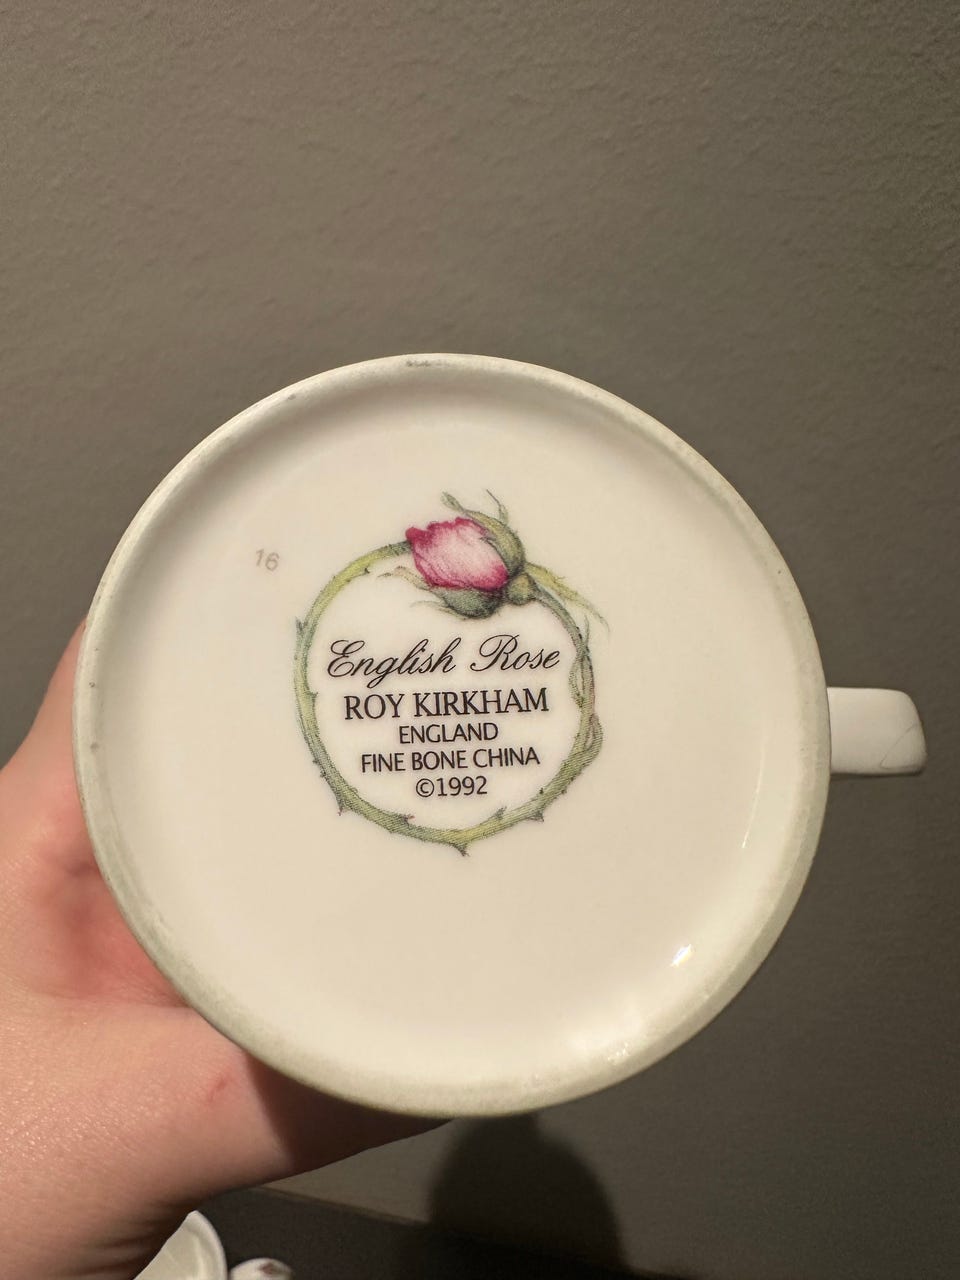 16
English Rose
ROY KIRKHAM
ENGLAND
FINE BONE CHINA
©1992